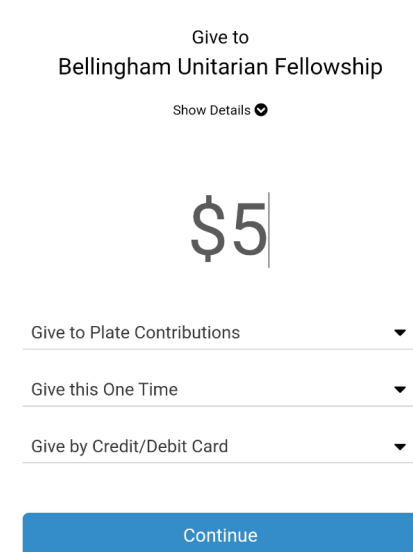 Give to
Bellingham Unitarian Fellowship
Show Details
$5
Give to Plate Contributions
Give this One Time
Give by Credit/Debit Card
Continue